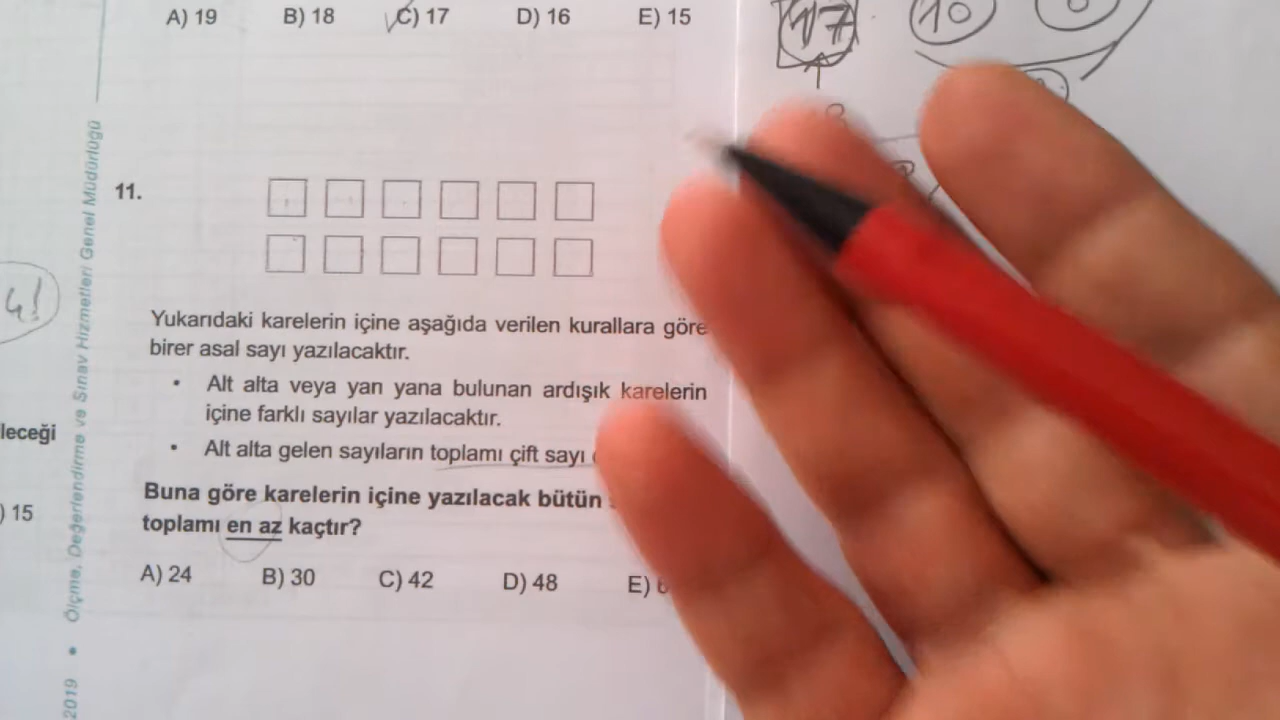 A) 19 B) 18 C) 17 D) 16 E) 15
17 10
11.
4!
Yukarıdaki karelerin içine aşağıda verilen kurallara göre
birer asal sayı yazılacaktır.
• Alt alta veya yan yana bulunan ardışık karelerin
içine farklı sayılar yazılacaktır.
• Alt alta gelen sayıların toplamı çift sayı
Buna göre karelerin içine yazılacak bütün
toplamı en az kaçtır?
A) 24 B) 30 C) 42 D) 48 E)
leceği
) 15
2019 • Ölçme, Değerlendirme ve Sınav Hizmetleri Genel Müdürlüğü